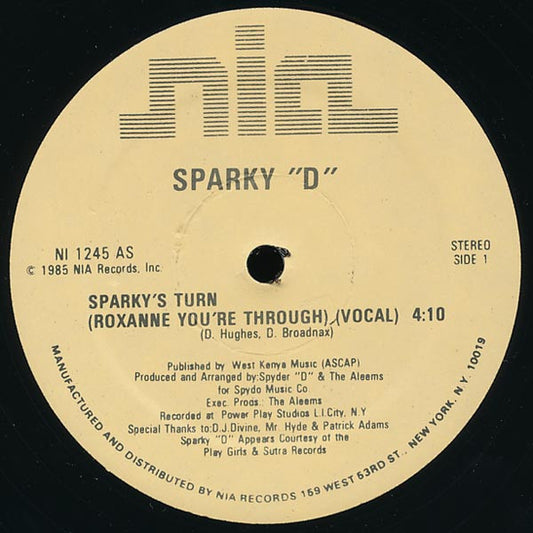 nia
SPARKY "D"
NI 1245 AS
© 1985 NIA Records, Inc.
STEREO
SIDE 1
SPARKY'S TURN
(ROXANNE YOU'RE THROUGH) (VOCAL) 4:10
(D. Hughes, D. Broadnax)
Published by West Kenya Music (ASCAP)
Produced and Arranged by:Spyder "D" & The Aleems
for Spydo Music Co.
Exec. Prods.: The Aleems
Recorded at Power Play Studios L.I.City, N.Y
Special Thanks to:D.J.Divine, Mr. Hyde & Patrick Adams
Sparky "D" Appears Courtesy of the
Play Girls & Sutra Records
MANUFACTURED AND DISTRIBUTED BY NIA RECORDS 159 WEST 53RD ST., NEW YORK. N.Y. 10019